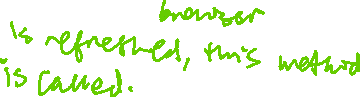 browser
is refreshed, this method
is called.